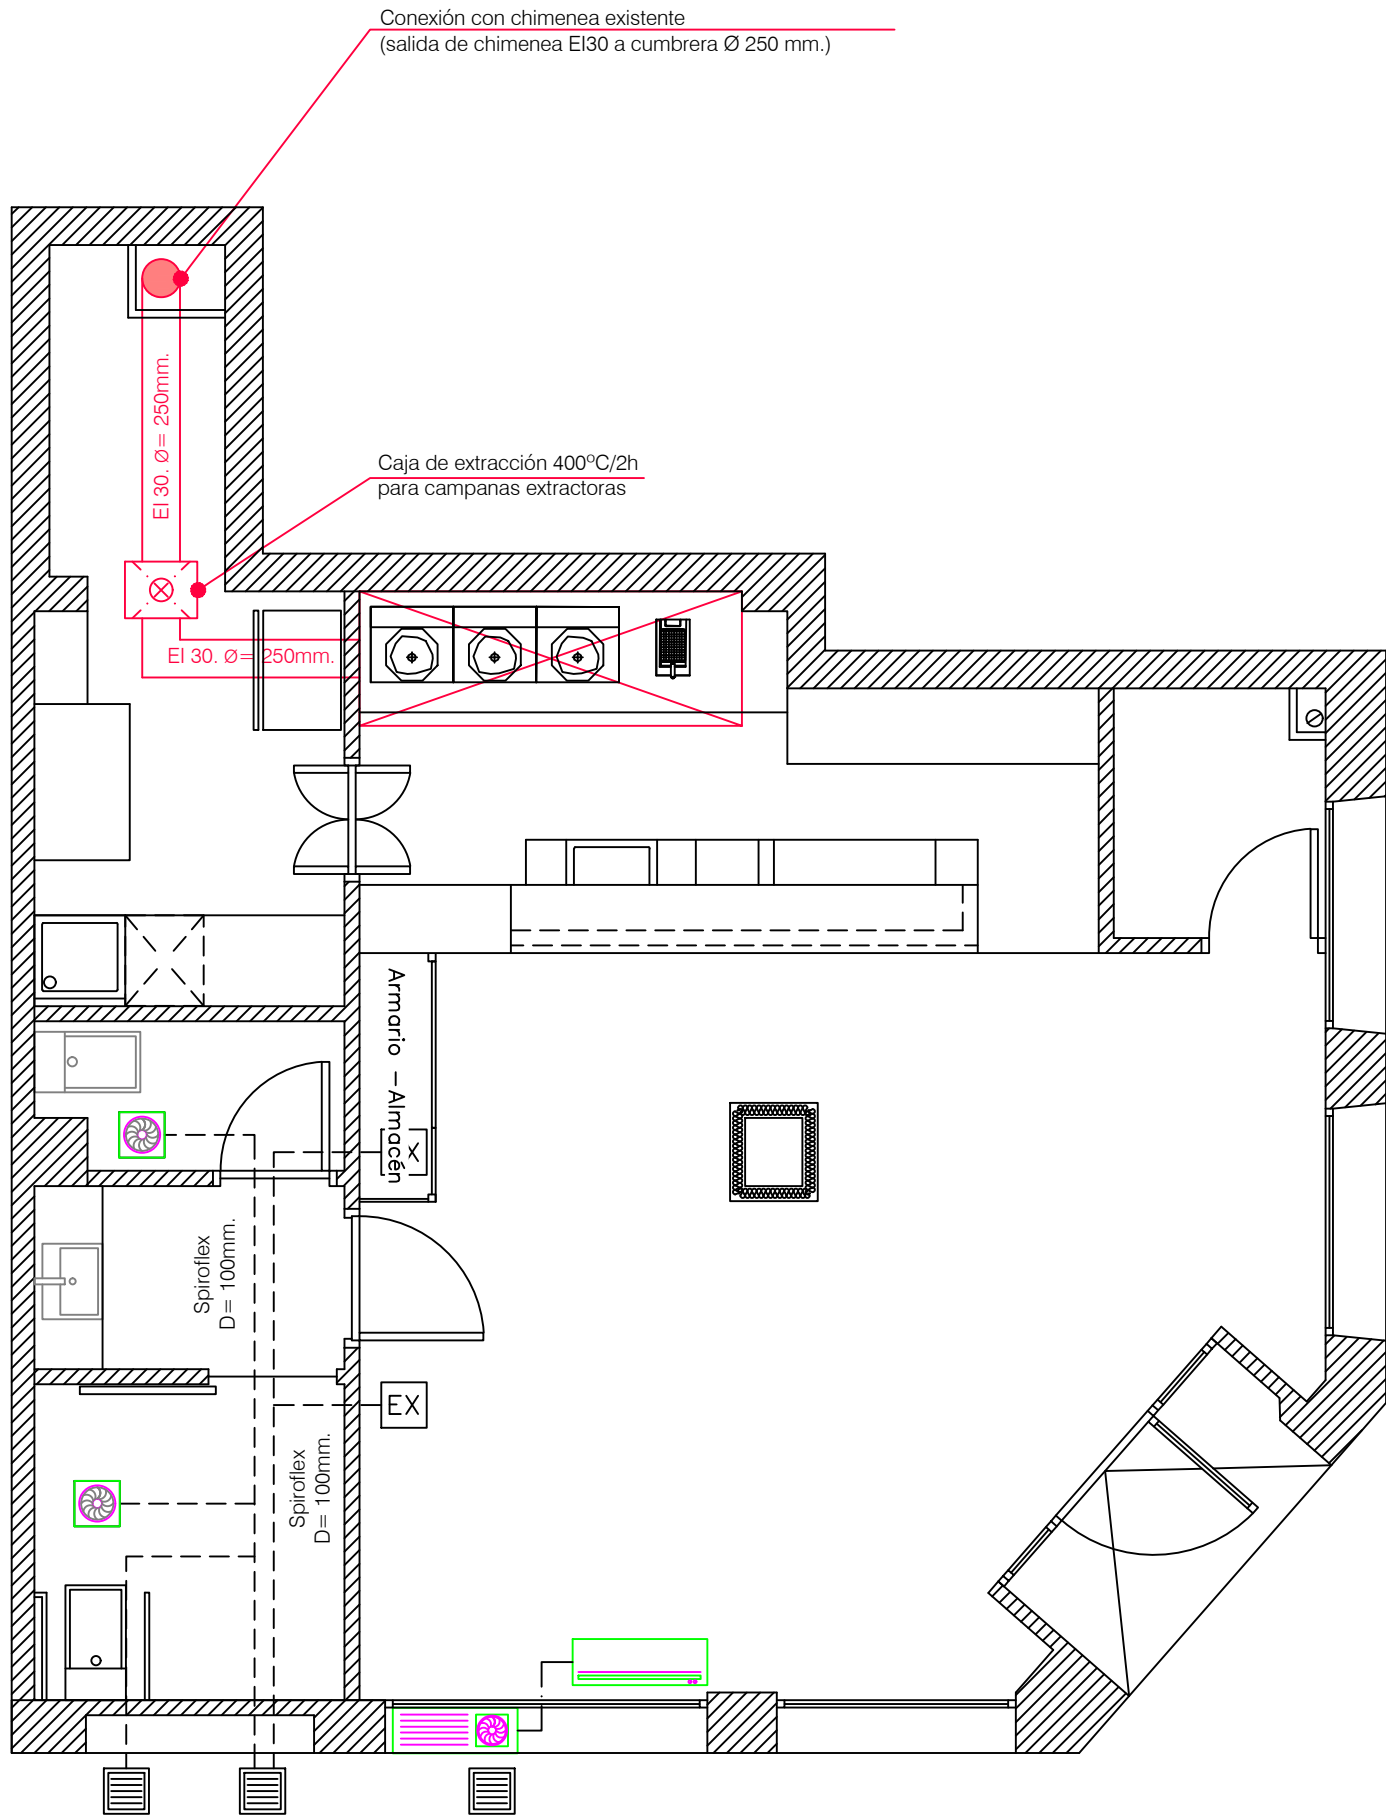 Conexión con chimenea existente
(salida de chimenea EI30 a cumbrera Ø 250 mm.)
EI 30. Ø= 250mm.
Caja de extracción 400ºC/2h
para campanas extractoras
EI 30. Ø= 250mm.
Armario -Almacén
X
Spiroflex
D= 100mm.
EX
Spiroflex
D= 100mm.